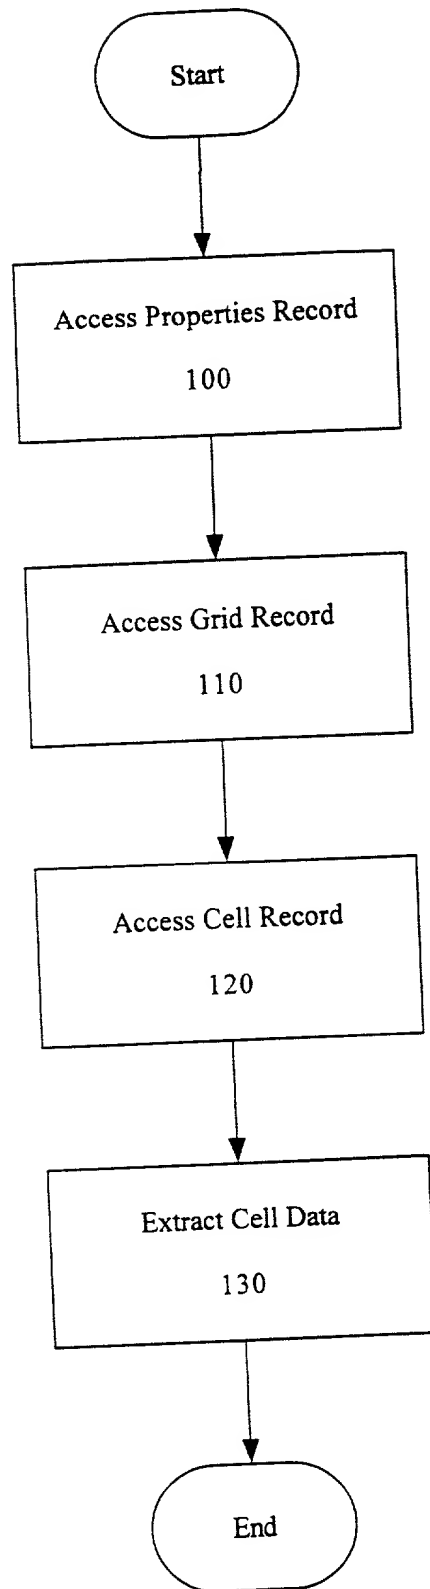 Start
Access Properties Record
100
Access Grid Record
110
Access Cell Record
120
Extract Cell Data
130
End